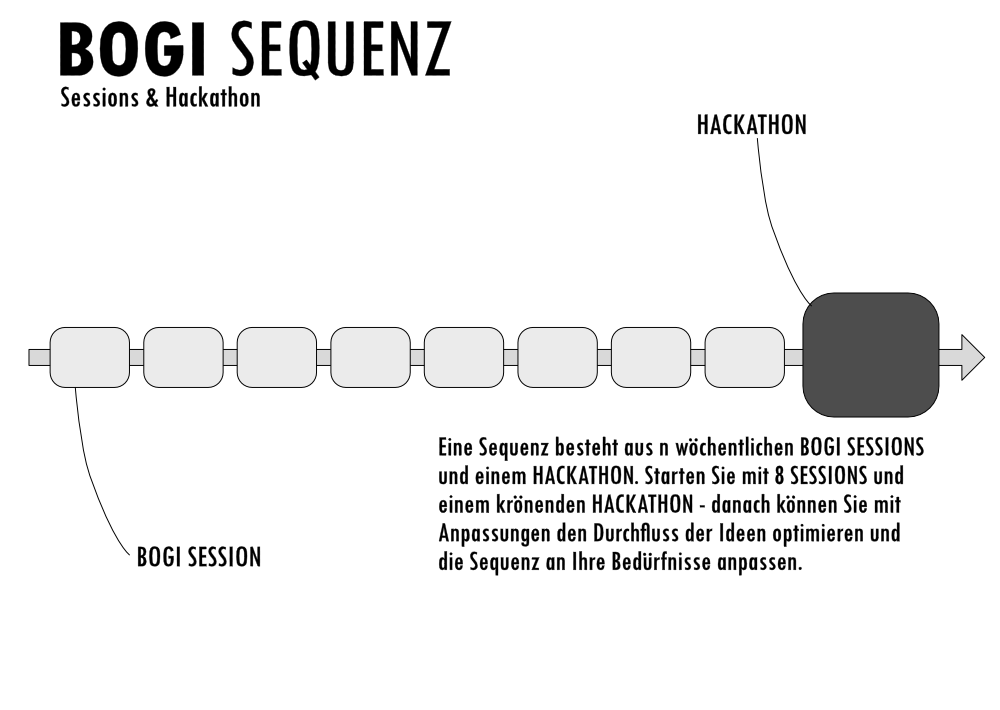 BOGI SEQUENZ
Sessions & Hackathon
HACKATHON
Eine Sequenz besteht aus n wöchentlichen BOGI SESSIONS
und einem HACKATHON. Starten Sie mit 8 SESSIONS und
einem krönenden HACKATHON - danach können Sie mit
Anpassungen den Durchfluss der Ideen optimieren und
die Sequenz an Ihre Bedürfnisse anpassen.
BOGI SESSION